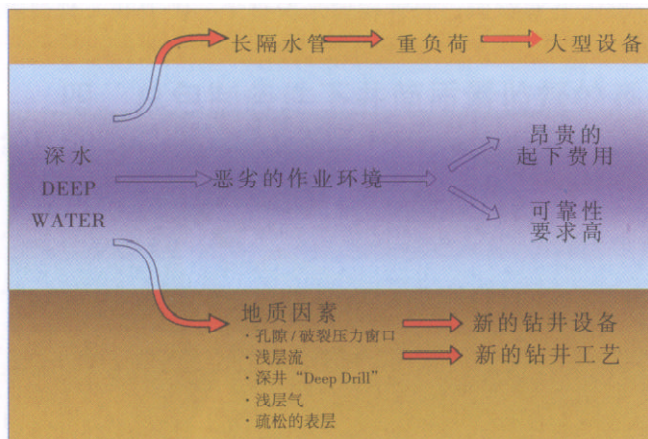 长隔水管
重负荷
大型设备
深水
DEEP
WATER
恶劣的作业环境
昂贵的
起下费用
可靠性
要求高
地质因素
·孔隙/破裂压力窗口
·浅层流
·深井“Deep Drill”
·浅层气
·疏松的表层
新的钻井设备
新的钻井工艺